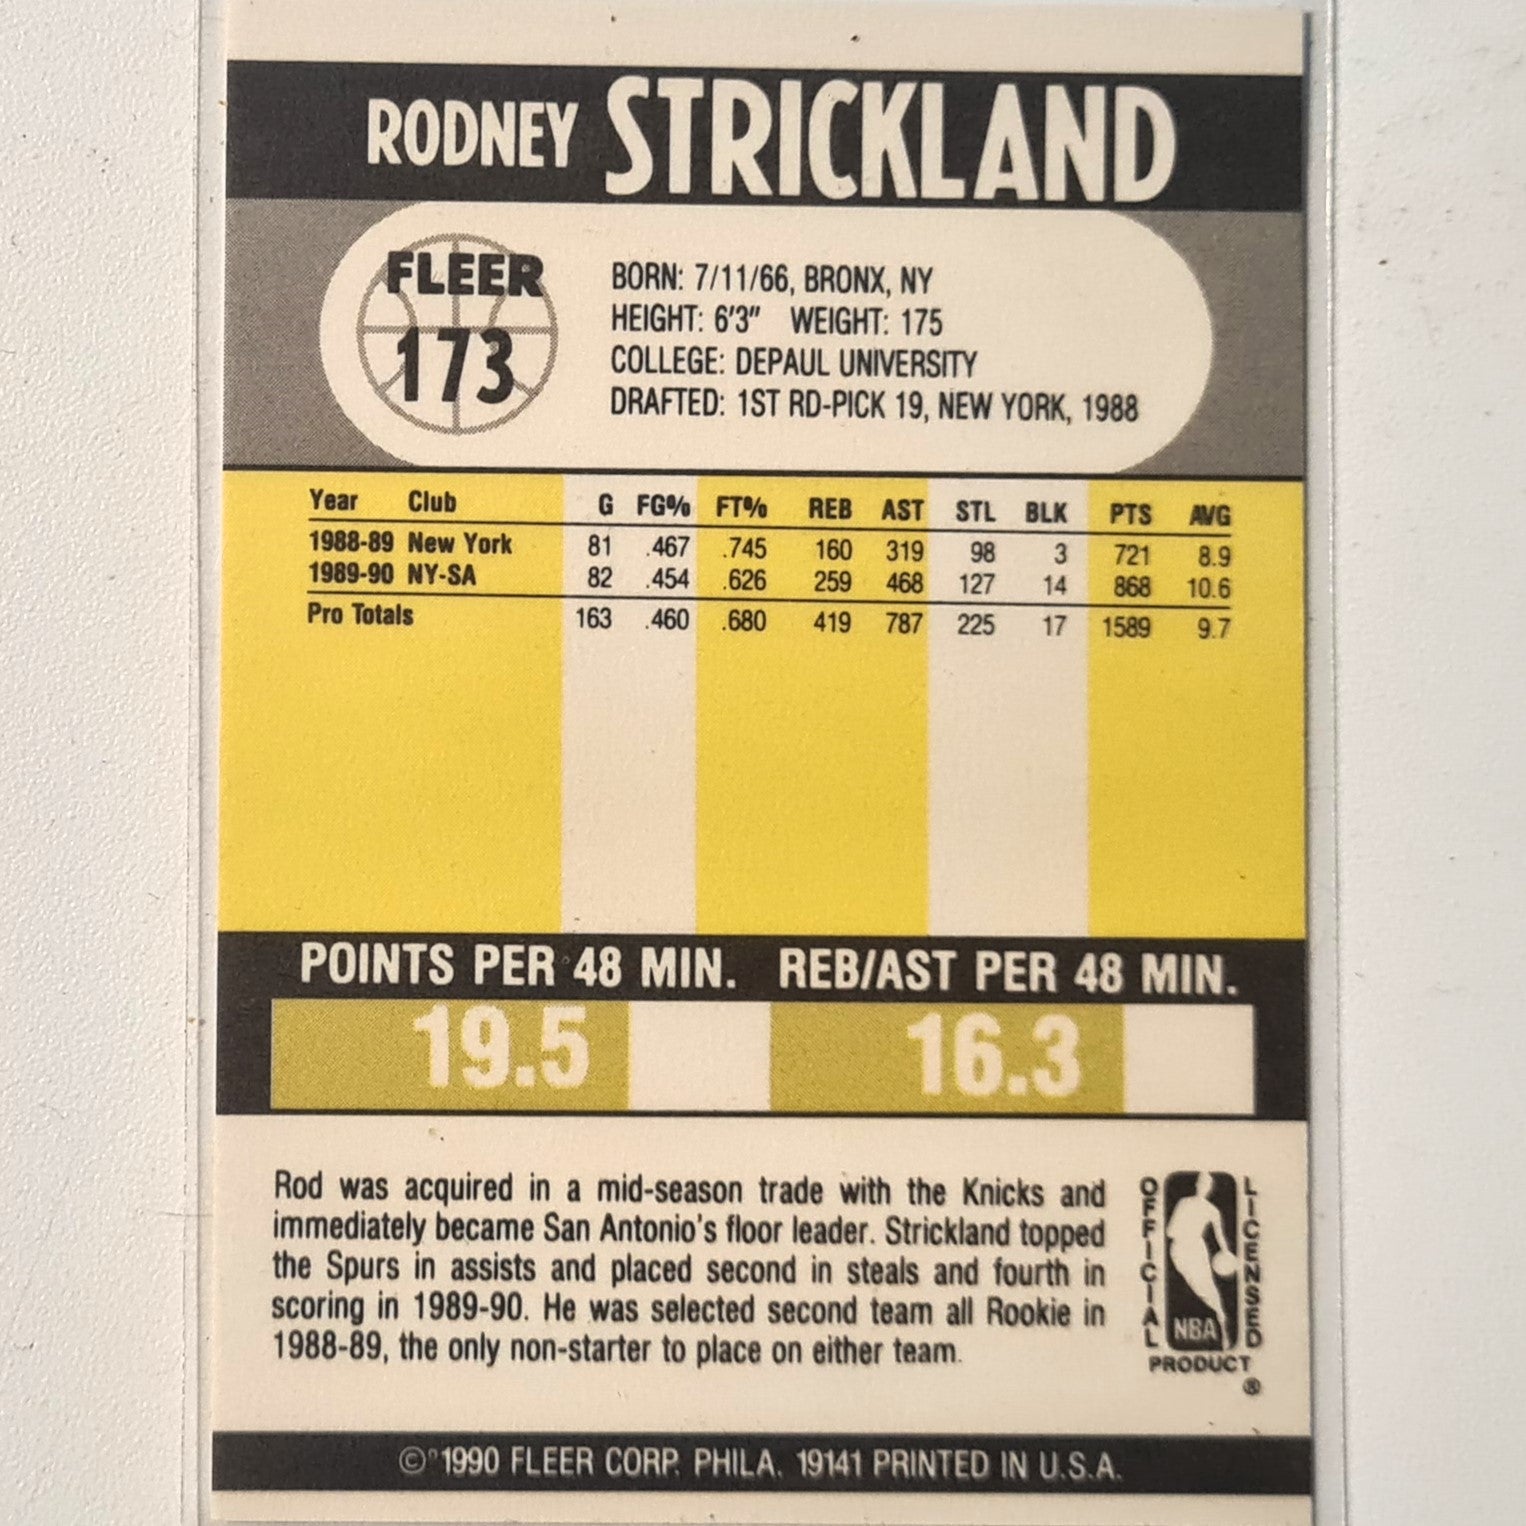 RODNEY STRICKLAND
FLEER
173
BORN: 7/11/66, BRONX, NY
HEIGHT: 6'3" WEIGHT: 175
COLLEGE: DEPAUL UNIVERSITY
DRAFTED: 1ST RD-PICK 19, NEW YORK, 1988
Year Club G FG% FT% REB AST STL BLK PTS AVG
1988-89 New York 81 .467 .745 160 319 98 3 721 8.9
1989-90 NY-SA 82 .454 .626 259 468 127 14 868 10.6
Pro Totals 163 .460 .680 419 787 225 17 1589 9.7
POINTS PER 48 MIN. REB/AST PER 48 MIN.
19.5 16.3
Rod was acquired in a mid-season trade with the Knicks and
immediately became San Antonio's floor leader. Strickland topped
the Spurs in assists and placed second in steals and fourth in
scoring in 1989-90. He was selected second team all Rookie in
1988-89, the only non-starter to place on either team.
OFFICIAL
LICENSED
NBA
PRODUCT
®
© 1990 FLEER CORP. PHILA. 19141 PRINTED IN U.S.A.